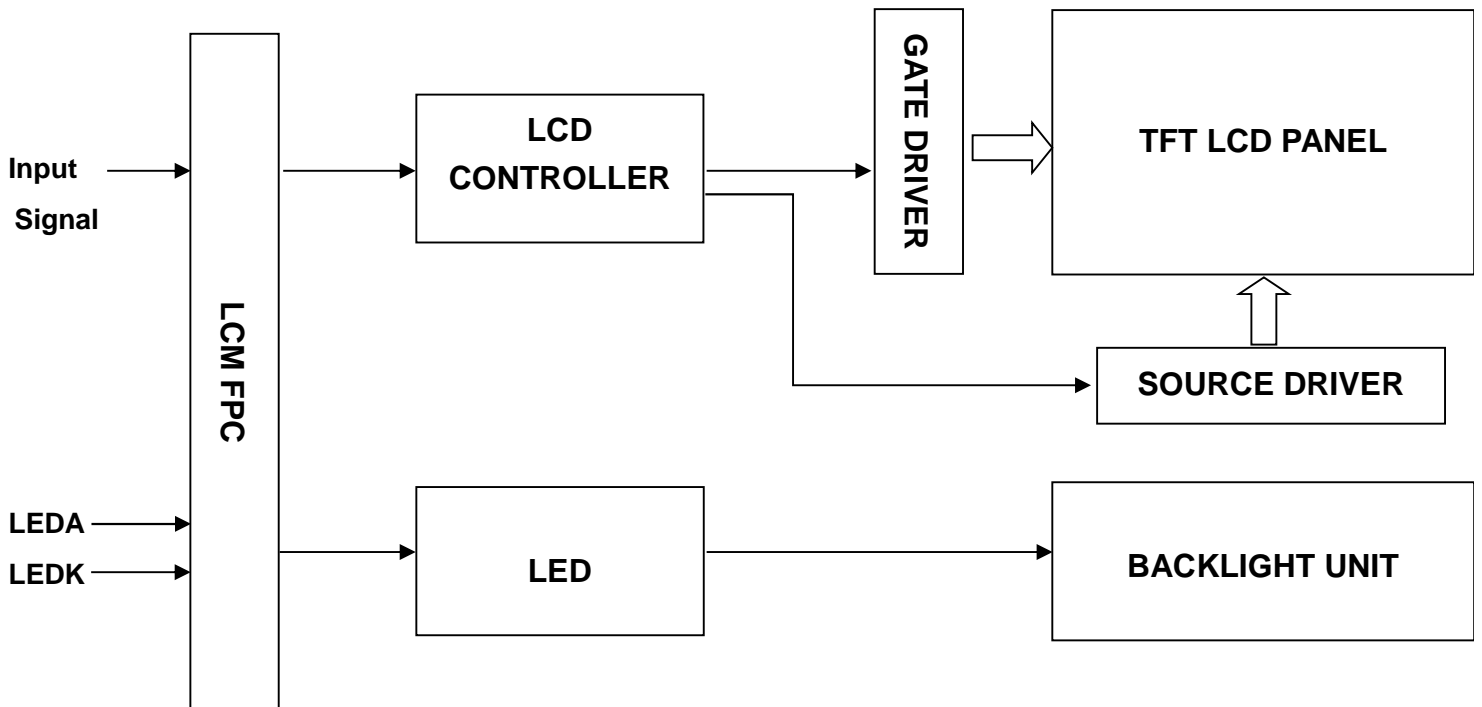 Input
Signal
LEDA
LEDK
LCM FPC
LCD
CONTROLLER
LED
GATE DRIVER
TFT LCD PANEL
SOURCE DRIVER
BACKLIGHT UNIT